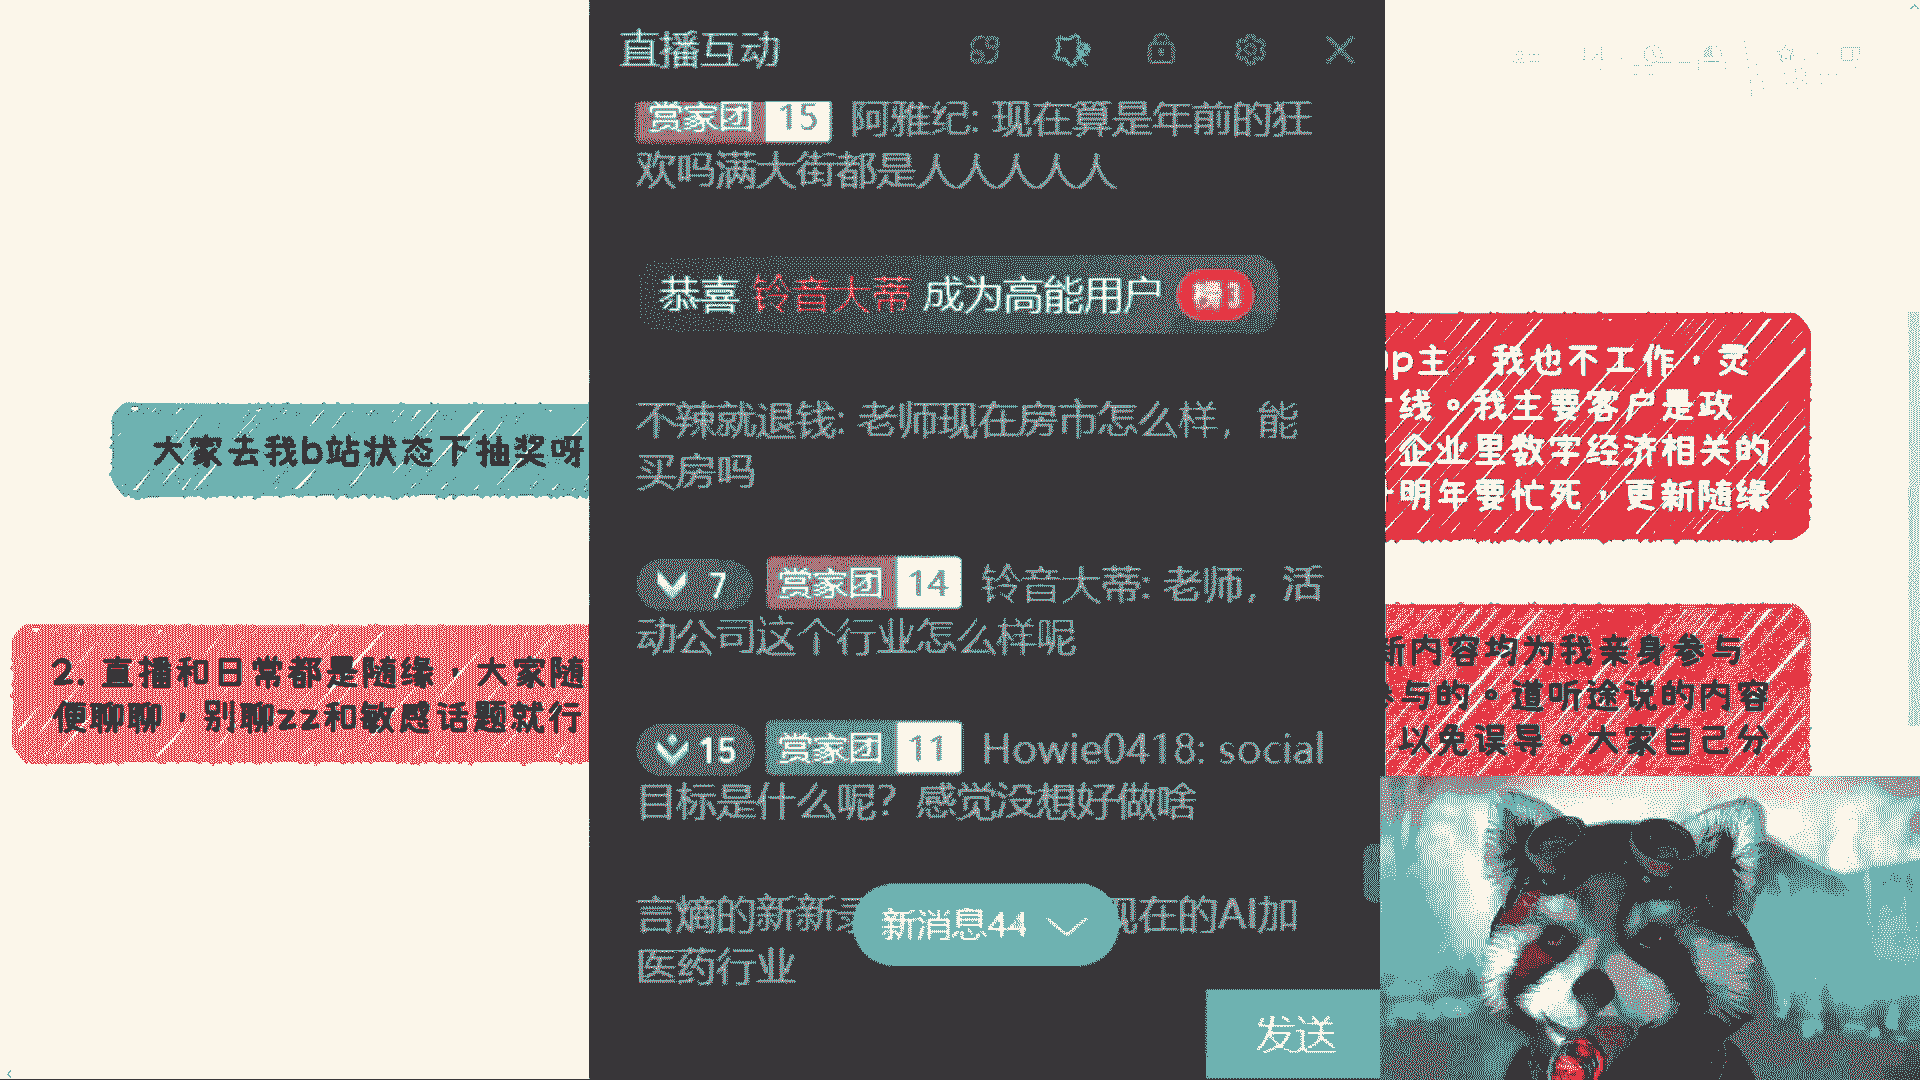 直播互动
赏家团 15 阿雅纪: 现在算是年前的狂
欢吗满大街都是人人人人人
恭喜 铃音大蒂 成为高能用户
不辣就退钱: 老师现在房市怎么样，能
买房吗
7 赏家团 14 铃音大蒂: 老师，活
动公司这个行业怎么样呢
15 赏家团 11 Howie0418: social
目标是什么呢？感觉没想好做啥
言熵的新新
现在的AI加
医药行业
新消息44
发送
大家去我b站状态下抽奖呀
2. 直播和日常都是随缘，大家随
便聊聊，别聊zz和敏感话题就行
p主，我也不工作，灵
线。我主要客户是政
企业里数字经济相关的
明年要忙死，更新随缘
新内容均为我亲身参与
参与的。道听途说的内容
以免误导。大家自己分